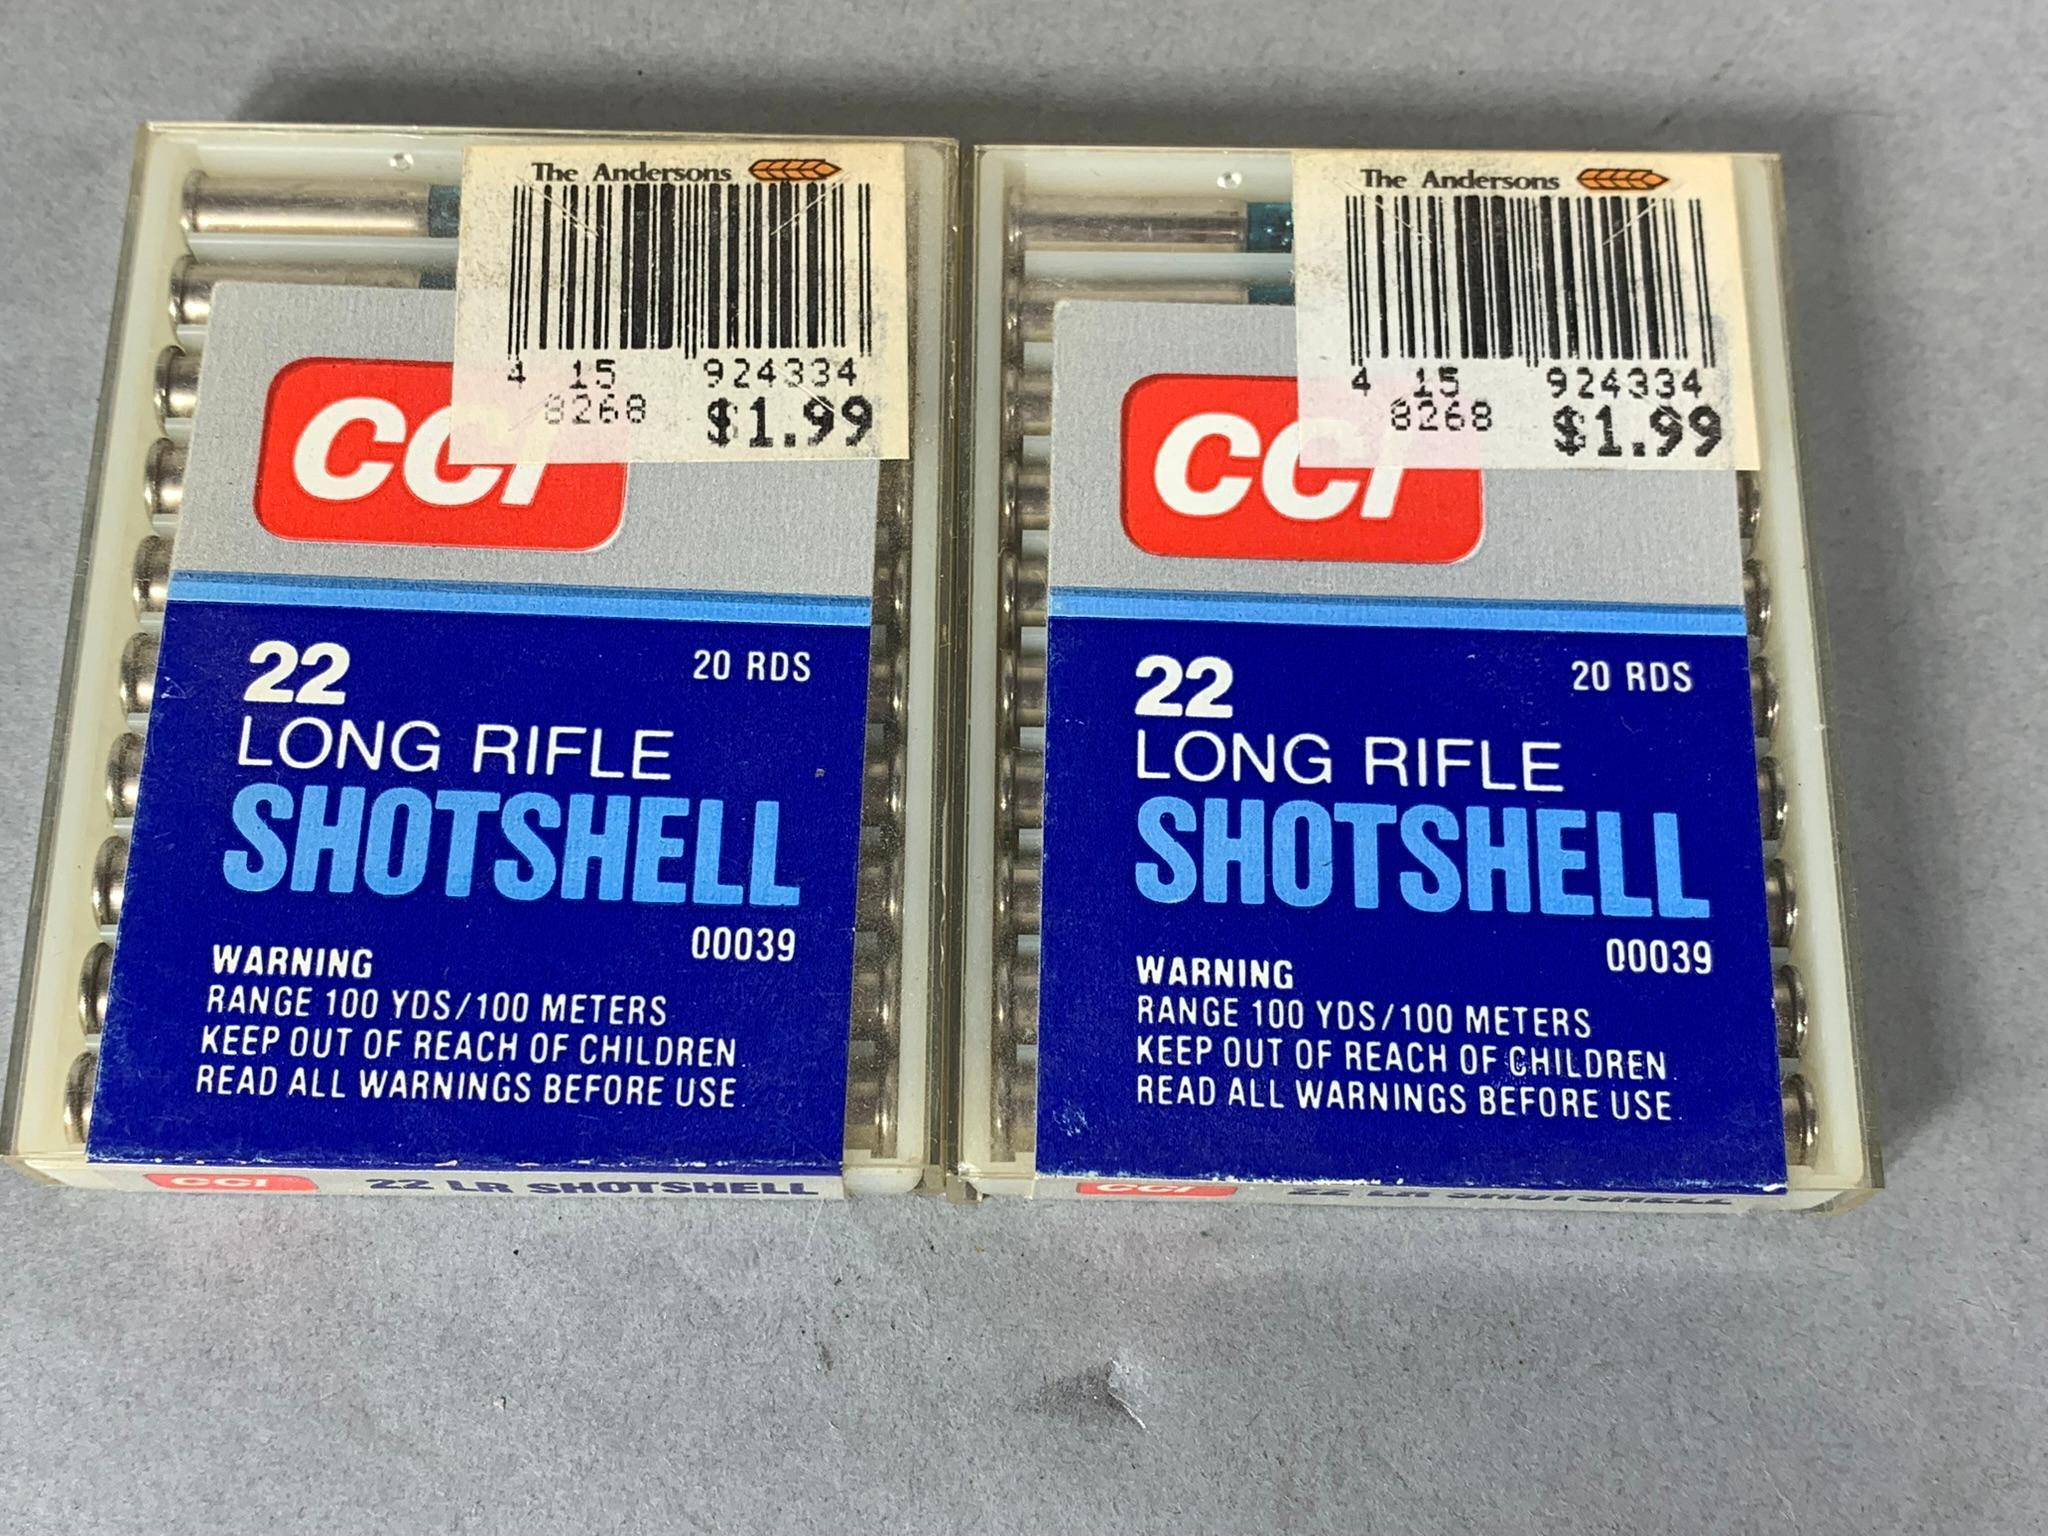 The Andersons
4 15 924334
8268 $1.99
CCI
22 20 RDS
LONG RIFLE
SHOTSHELL
00039
WARNING
RANGE 100 YDS/100 METERS
KEEP OUT OF REACH OF CHILDREN
READ ALL WARNINGS BEFORE USE.
CCI 22 LR SHOTSHELL
The Andersons
4 15 924334
8268 $1.99
CCI
22 20 RDS
LONG RIFLE
SHOTSHELL
00039
WARNING
RANGE 100 YDS/100 METERS
KEEP OUT OF REACH OF CHILDREN
READ ALL WARNINGS BEFORE USE.
CCI 22 LR SHOTSHELL